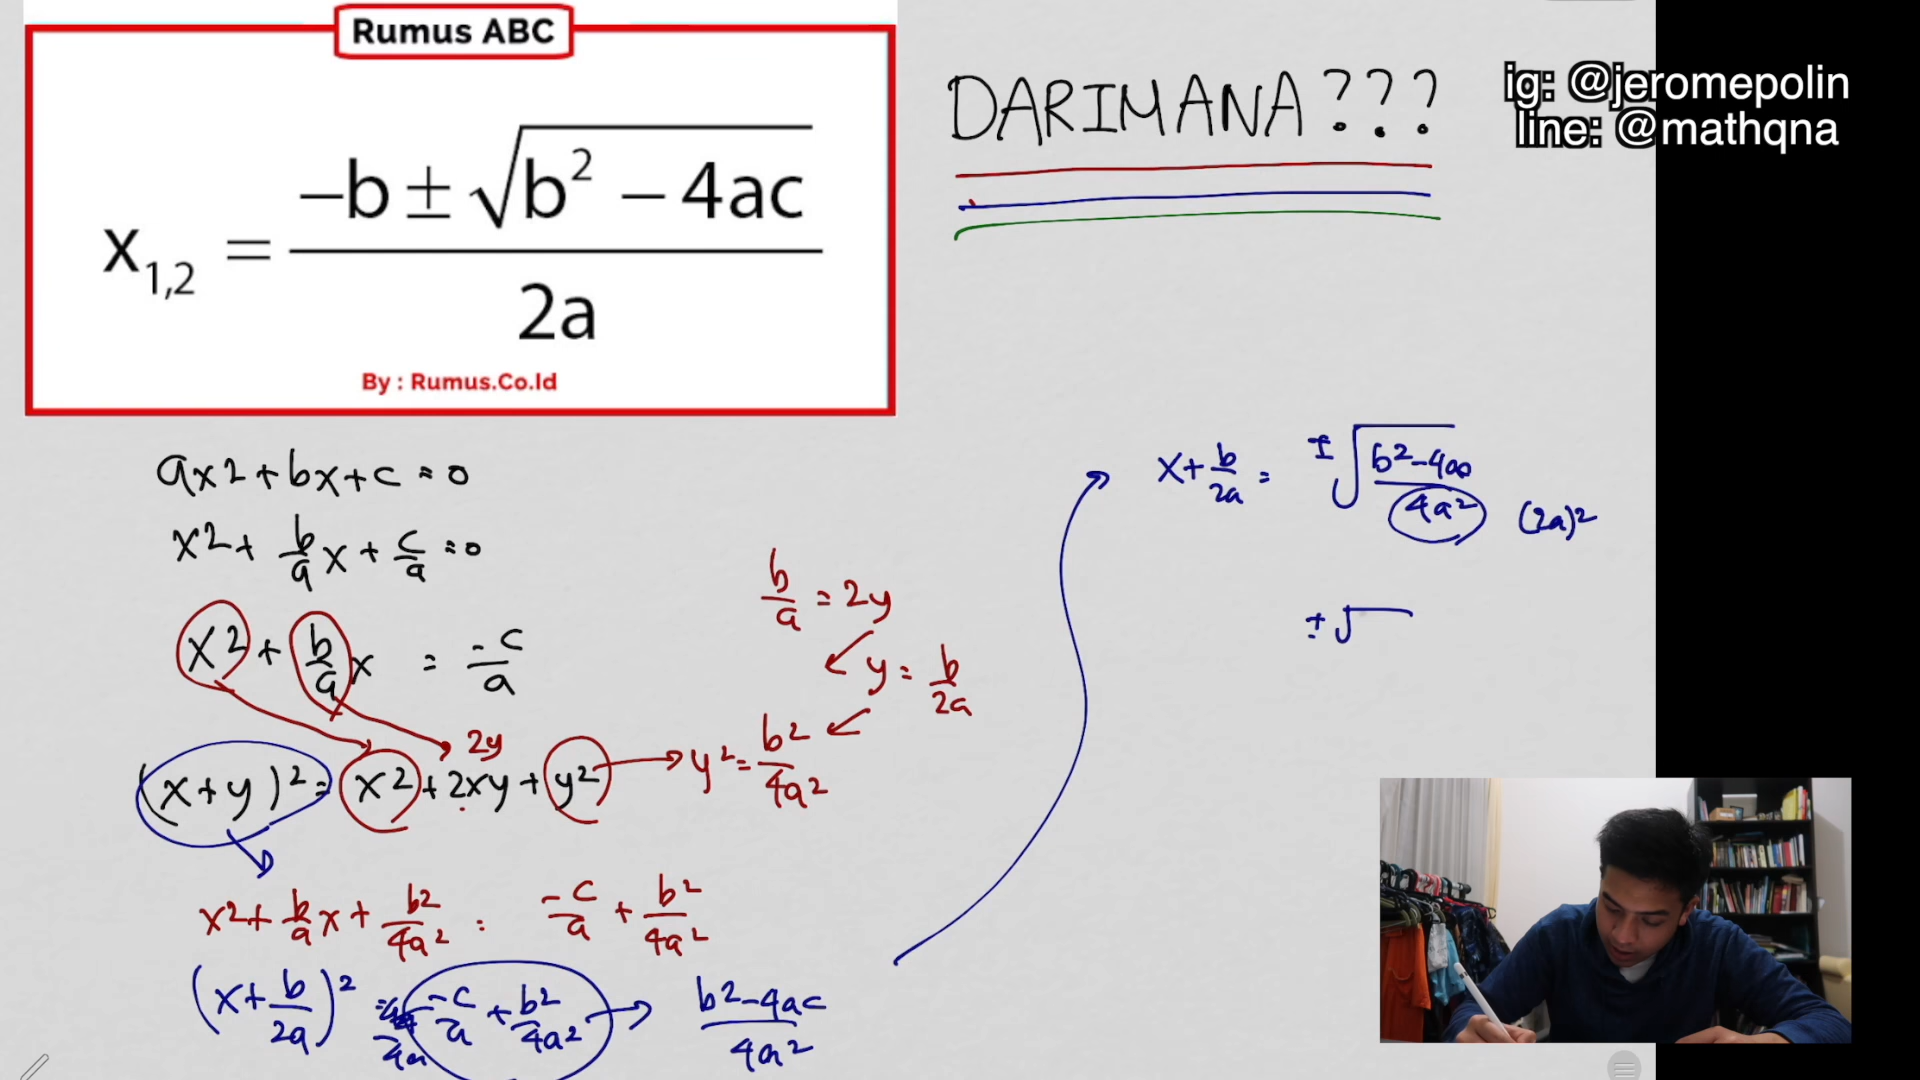 Rumus ABC
x1,2 = −b ± √b² − 4ac / 2a
By : Rumus.Co.Id
DARIMANA???
ig: @jeromepolin
line: @mathqna
ax2+bx+c=0
x2+ b/a x + c/a =0
x2 + b/a x = -c/a
2y
(x+y)2= x2+2xy+y2
b/a = 2y
y = b/2a
y2= b2/4a2
x2+ b/a x + b2/4a2 = -c/a + b2/4a2
(x+ b/2a)2 = -c/a + b2/4a2 → b2-4ac/4a2
x+ b/2a = ± √ b2-4ac/4a2 (2a)2
± √